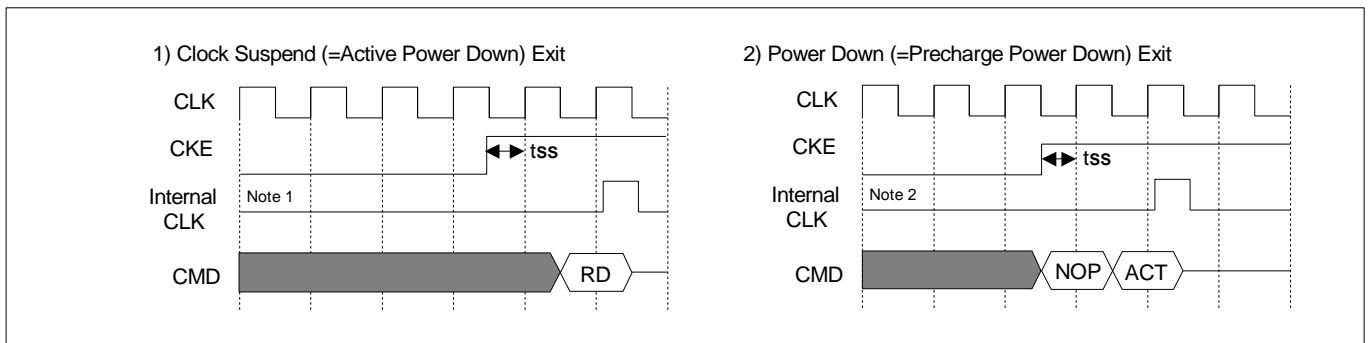 1) Clock Suspend (=Active Power Down) Exit
CLK
CKE
tss
Internal
CLK
Note 1
CMD
RD
2) Power Down (=Precharge Power Down) Exit
CLK
CKE
tss
Internal
CLK
Note 2
CMD
NOP
ACT